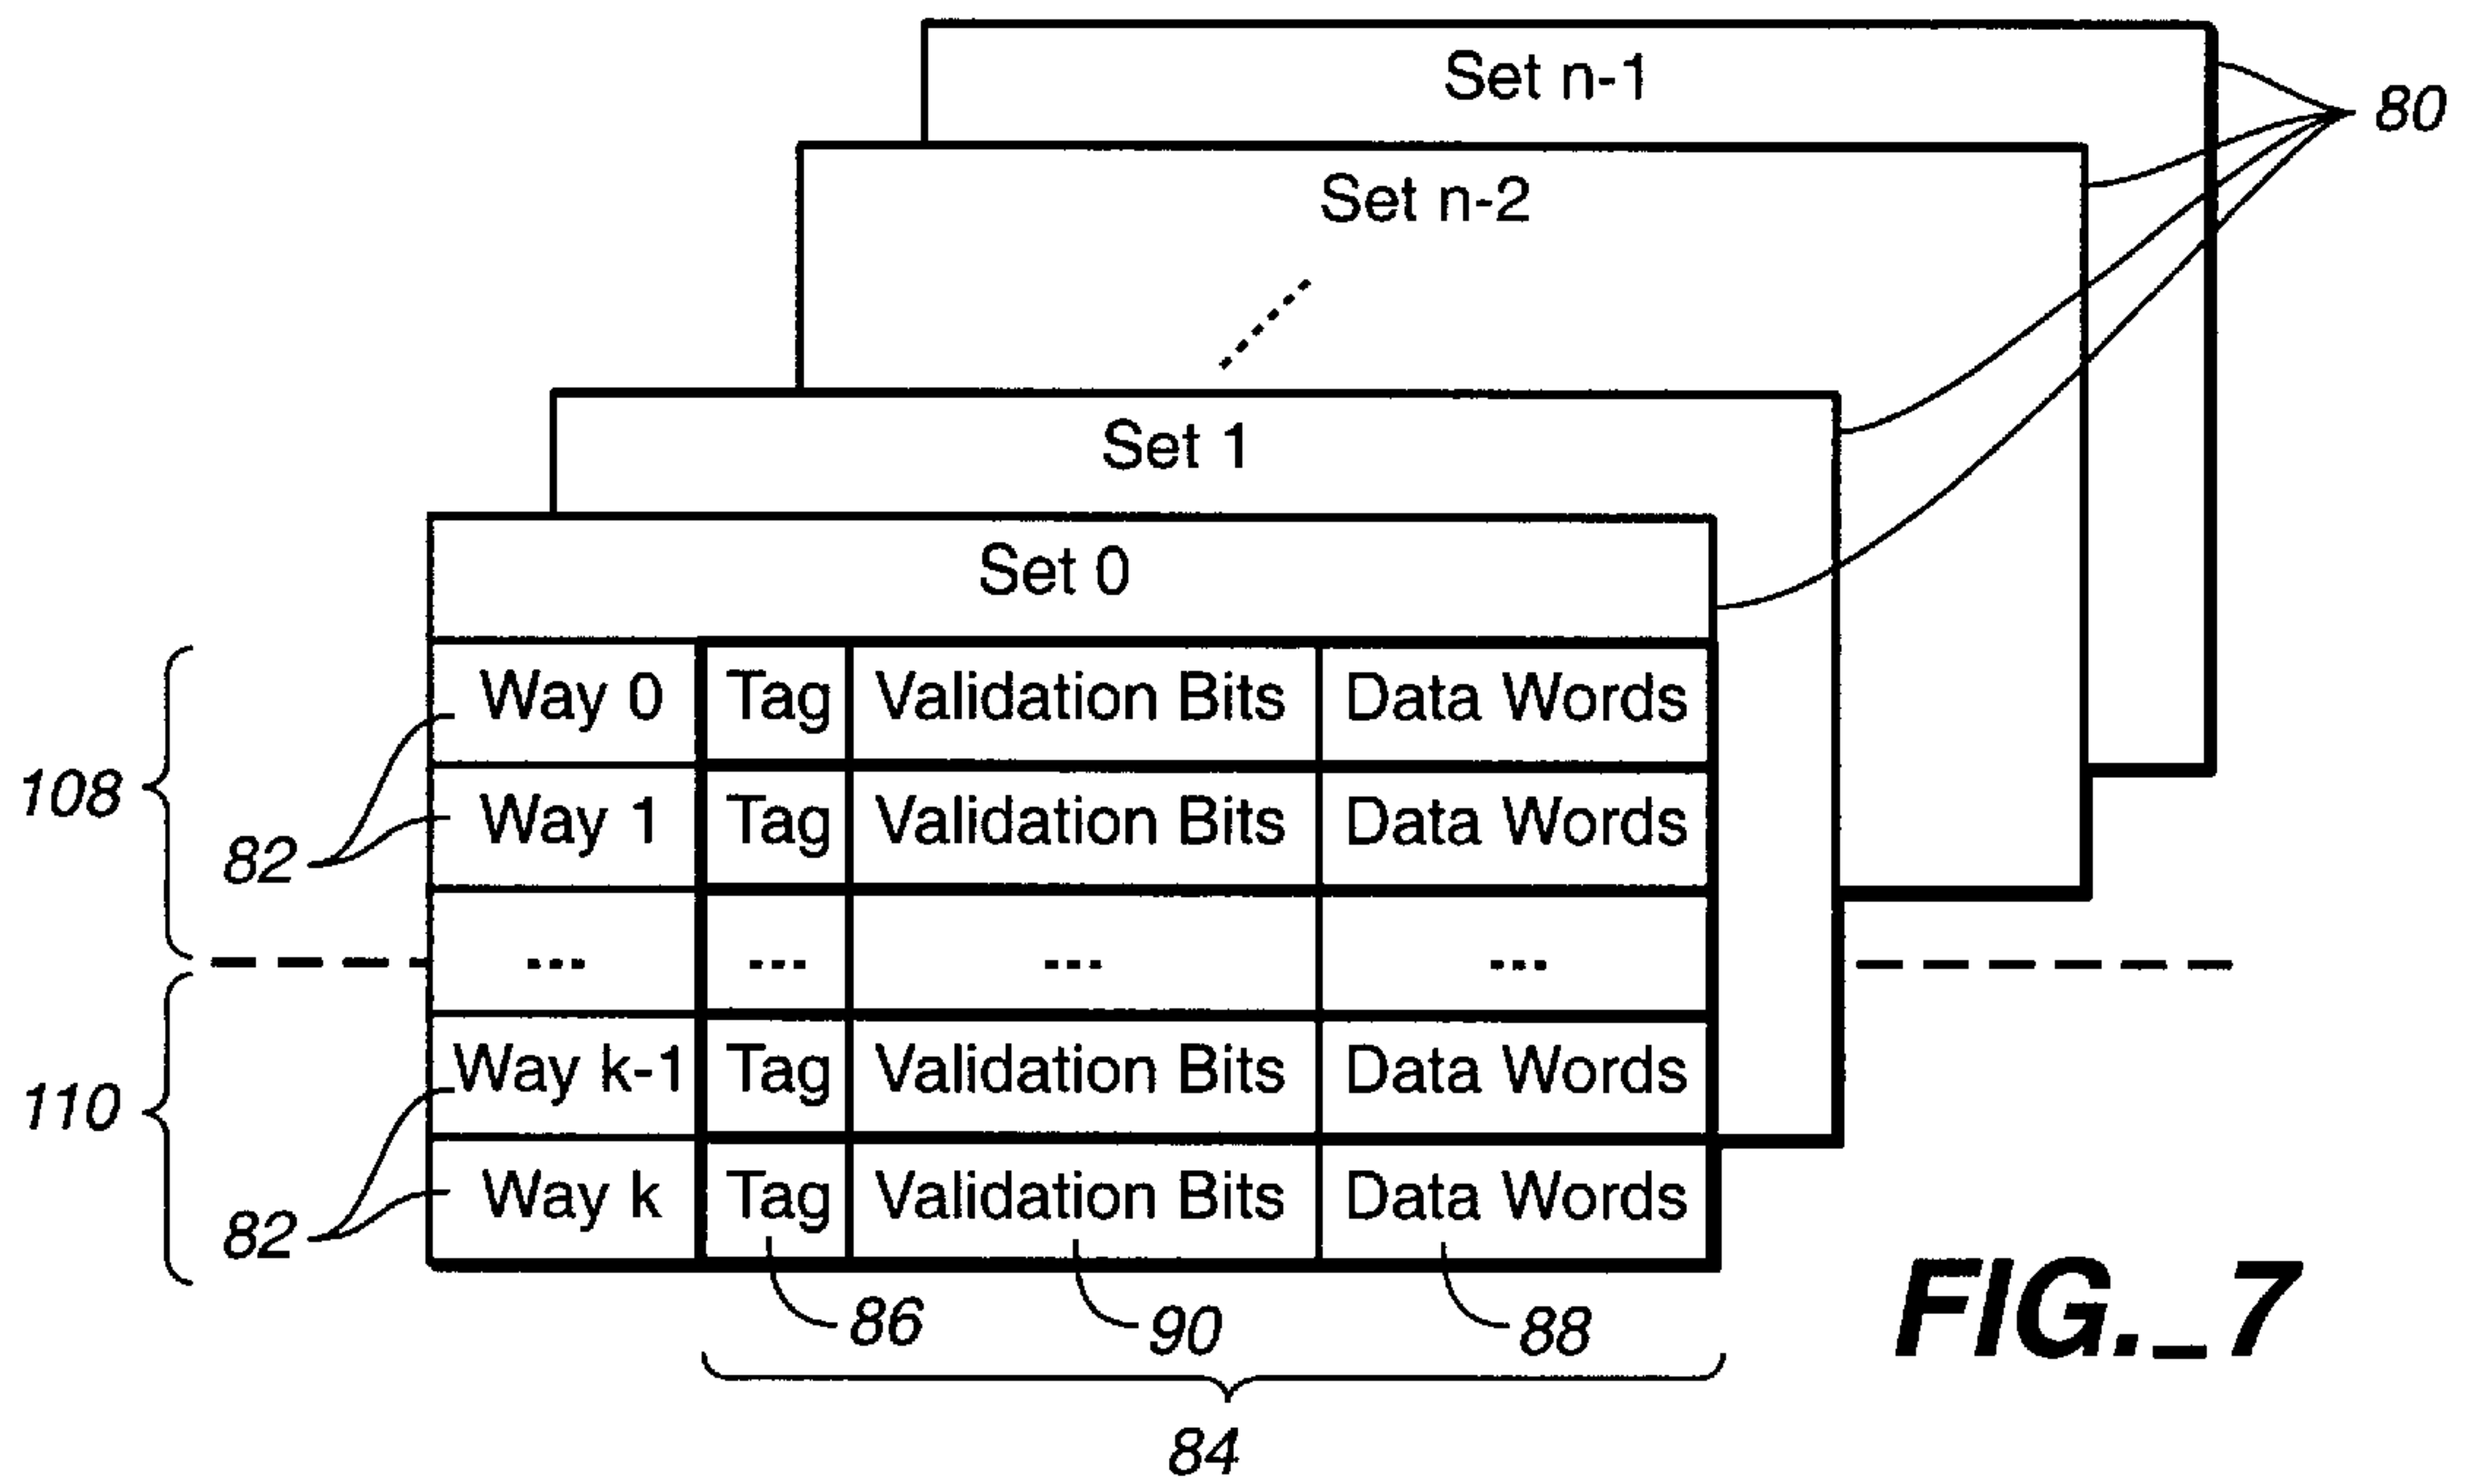 Set n-1
80
Set n-2
Set 1
Set 0
Way 0 Tag Validation Bits Data Words
108
Way 1 Tag Validation Bits Data Words
82
... ... ... ...
Way k-1 Tag Validation Bits Data Words
110
Way k Tag Validation Bits Data Words
82
86 90 88
FIG._7
84